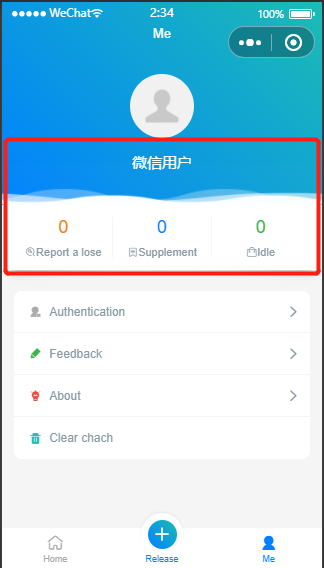 WeChat 2:34 100%
Me
微信用户
0 0 0
Report a lose Supplement Idle
Authentication
Feedback
About
Clear chach
Home Release Me